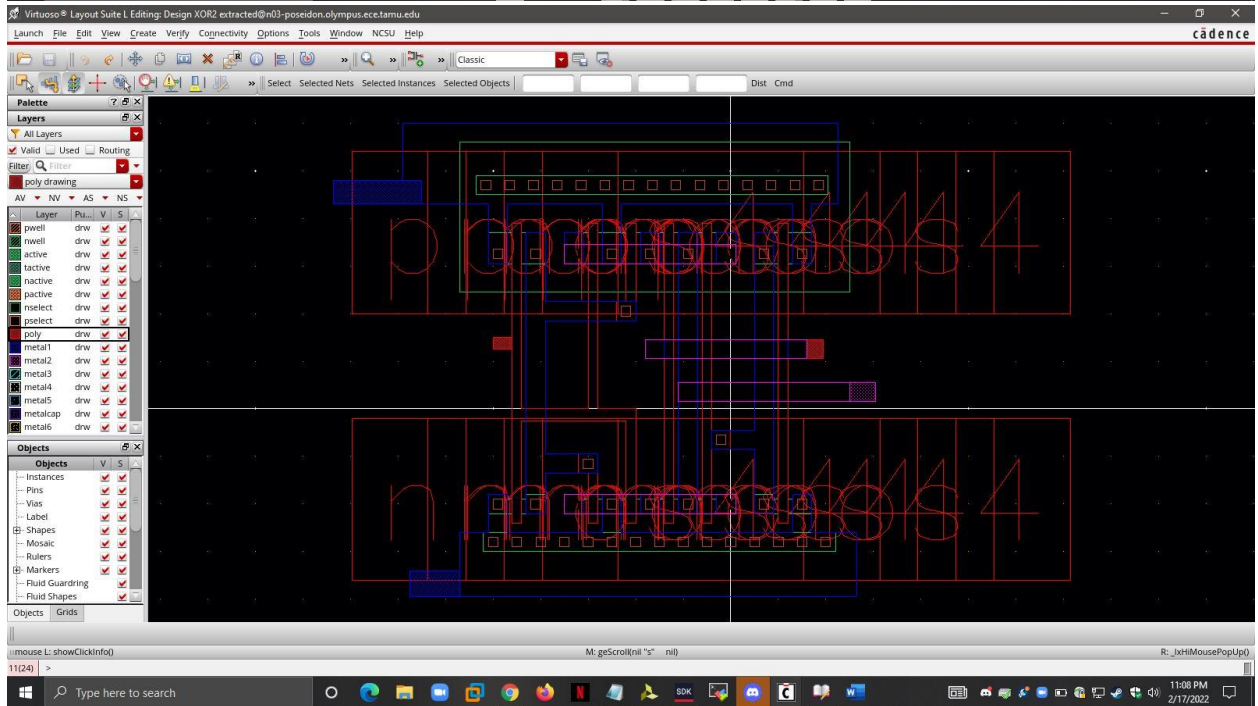 Virtuoso® Layout Suite L Editing: Design XOR2 extracted@n03-poseidon.olympus.ece.tamu.edu
Launch File Edit View Create Verify Connectivity Options Tools Window NCSU Help
cādence
» » » Classic
» Select Selected Nets Selected Instances Selected Objects Dist Cmd
Palette ?
Layers
All Layers
Valid Used Routing
Filter Filter
poly drawing
AV NV AS NS
Layer Pu... V S
pwell drw
nwell drw
active drw
tactive drw
nactive drw
pactive drw
nselect drw
pselect drw
poly drw
metal1 drw
metal2 drw
metal3 drw
metal4 drw
metal5 drw
metalcap drw
metal6 drw
Objects
Objects V S
Instances
Pins
Vias
Label
Shapes
Mosaic
Rulers
Markers
Fluid Guardring
Fluid Shapes
Objects Grids
mouse L: showClickInfo() M: geScroll(nil "s" nil) R: _lxHiMousePopUp()
11(24) >
Type here to search
SDK
11:08 PM
2/17/2022